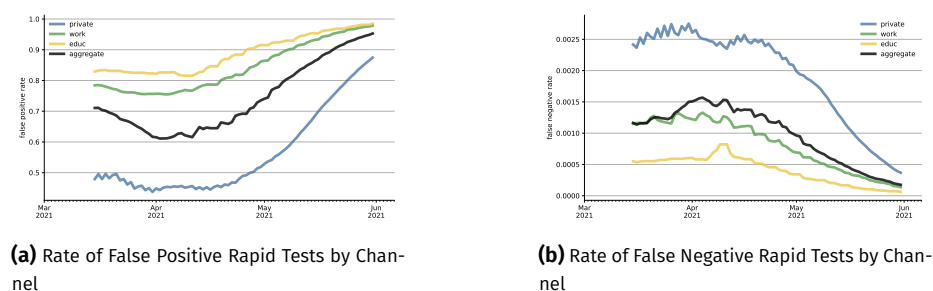 1.0
0.9
0.8
0.7
0.6
0.5
false positive rate
private
work
educ
aggregate
Mar
2021
Apr
2021
May
2021
Jun
2021
(a) Rate of False Positive Rapid Tests by Chan-
nel
0.0025
0.0020
0.0015
0.0010
0.0005
0.0000
false negative rate
private
work
educ
aggregate
Mar
2021
Apr
2021
May
2021
Jun
2021
(b) Rate of False Negative Rapid Tests by Chan-
nel